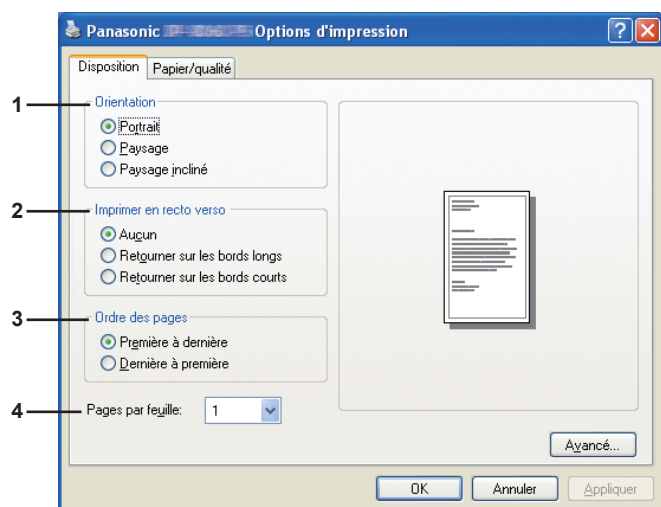 Panasonic Options d'impression
Disposition Papier/qualité
1 Orientation
Portrait
Paysage
Paysage incliné
2 Imprimer en recto verso
Aucun
Retourner sur les bords longs
Retourner sur les bords courts
3 Ordre des pages
Première à dernière
Dernière à première
4 Pages par feuille: 1
Avancé...
OK Annuler Appliquer